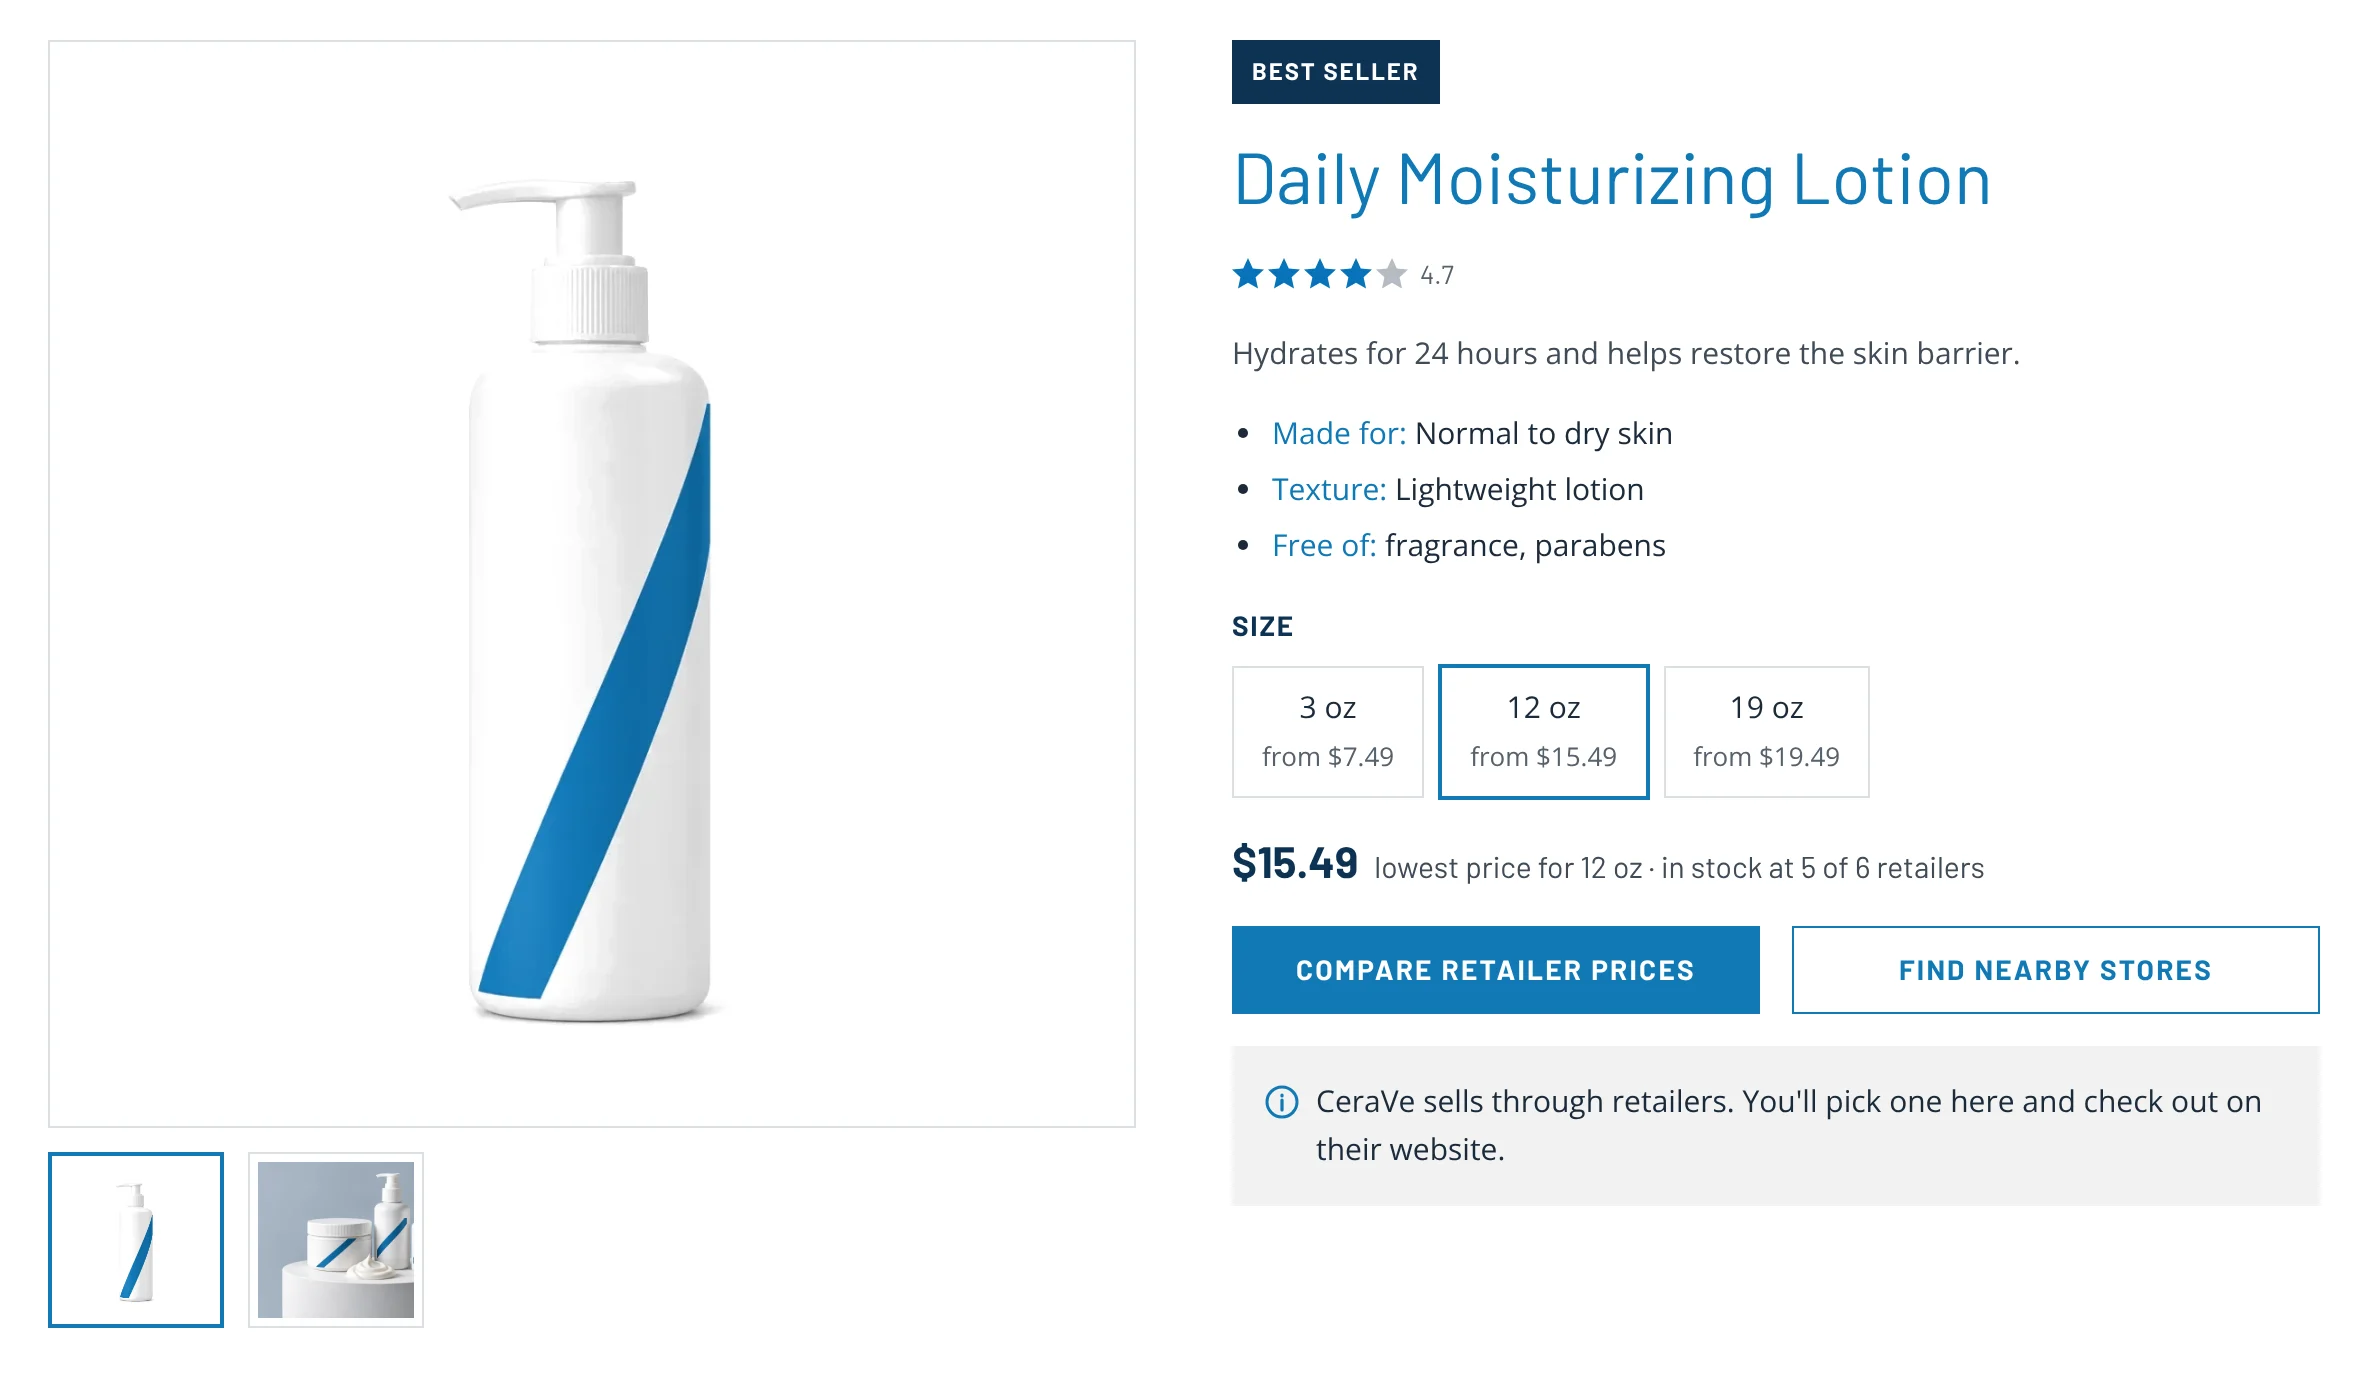 BEST SELLER
Daily Moisturizing Lotion
4.7
Hydrates for 24 hours and helps restore the skin barrier.
• Made for: Normal to dry skin
• Texture: Lightweight lotion
• Free of: fragrance, parabens
SIZE
3 oz
from $7.49
12 oz
from $15.49
19 oz
from $19.49
$15.49 lowest price for 12 oz · in stock at 5 of 6 retailers
COMPARE RETAILER PRICES
FIND NEARBY STORES
CeraVe sells through retailers. You'll pick one here and check out on
their website.